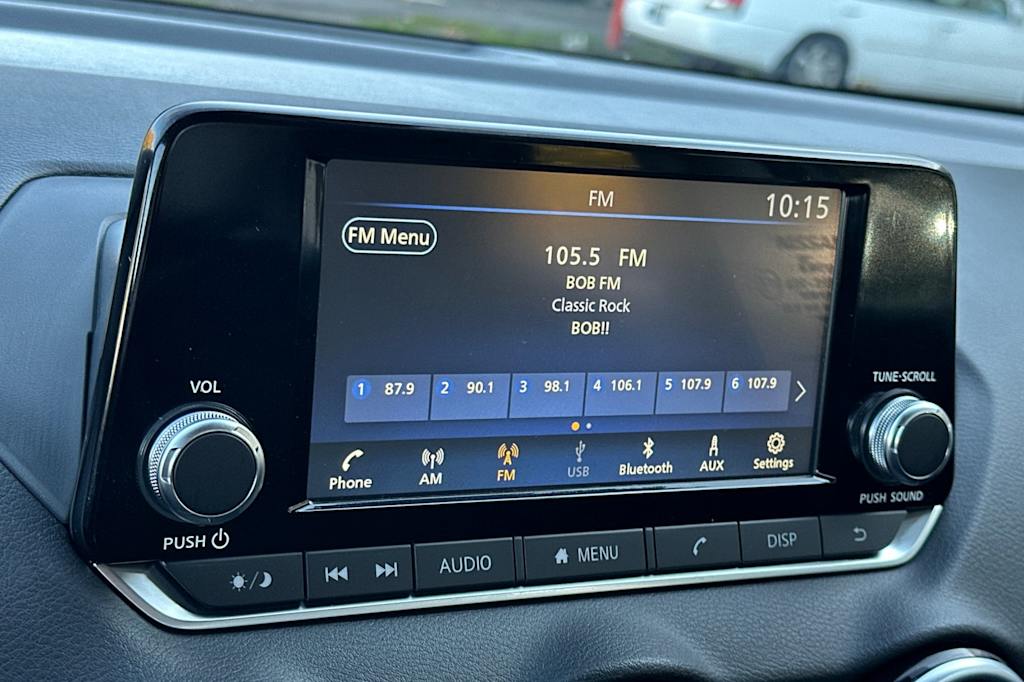 FM 10:15
FM Menu
105.5 FM
BOB FM
Classic Rock
BOB!!
1 87.9 2 90.1 3 98.1 4 106.1 5 107.9 6 107.9
Phone AM FM USB Bluetooth AUX Settings
VOL
PUSH
TUNE·SCROLL
PUSH SOUND
AUDIO MENU DISP